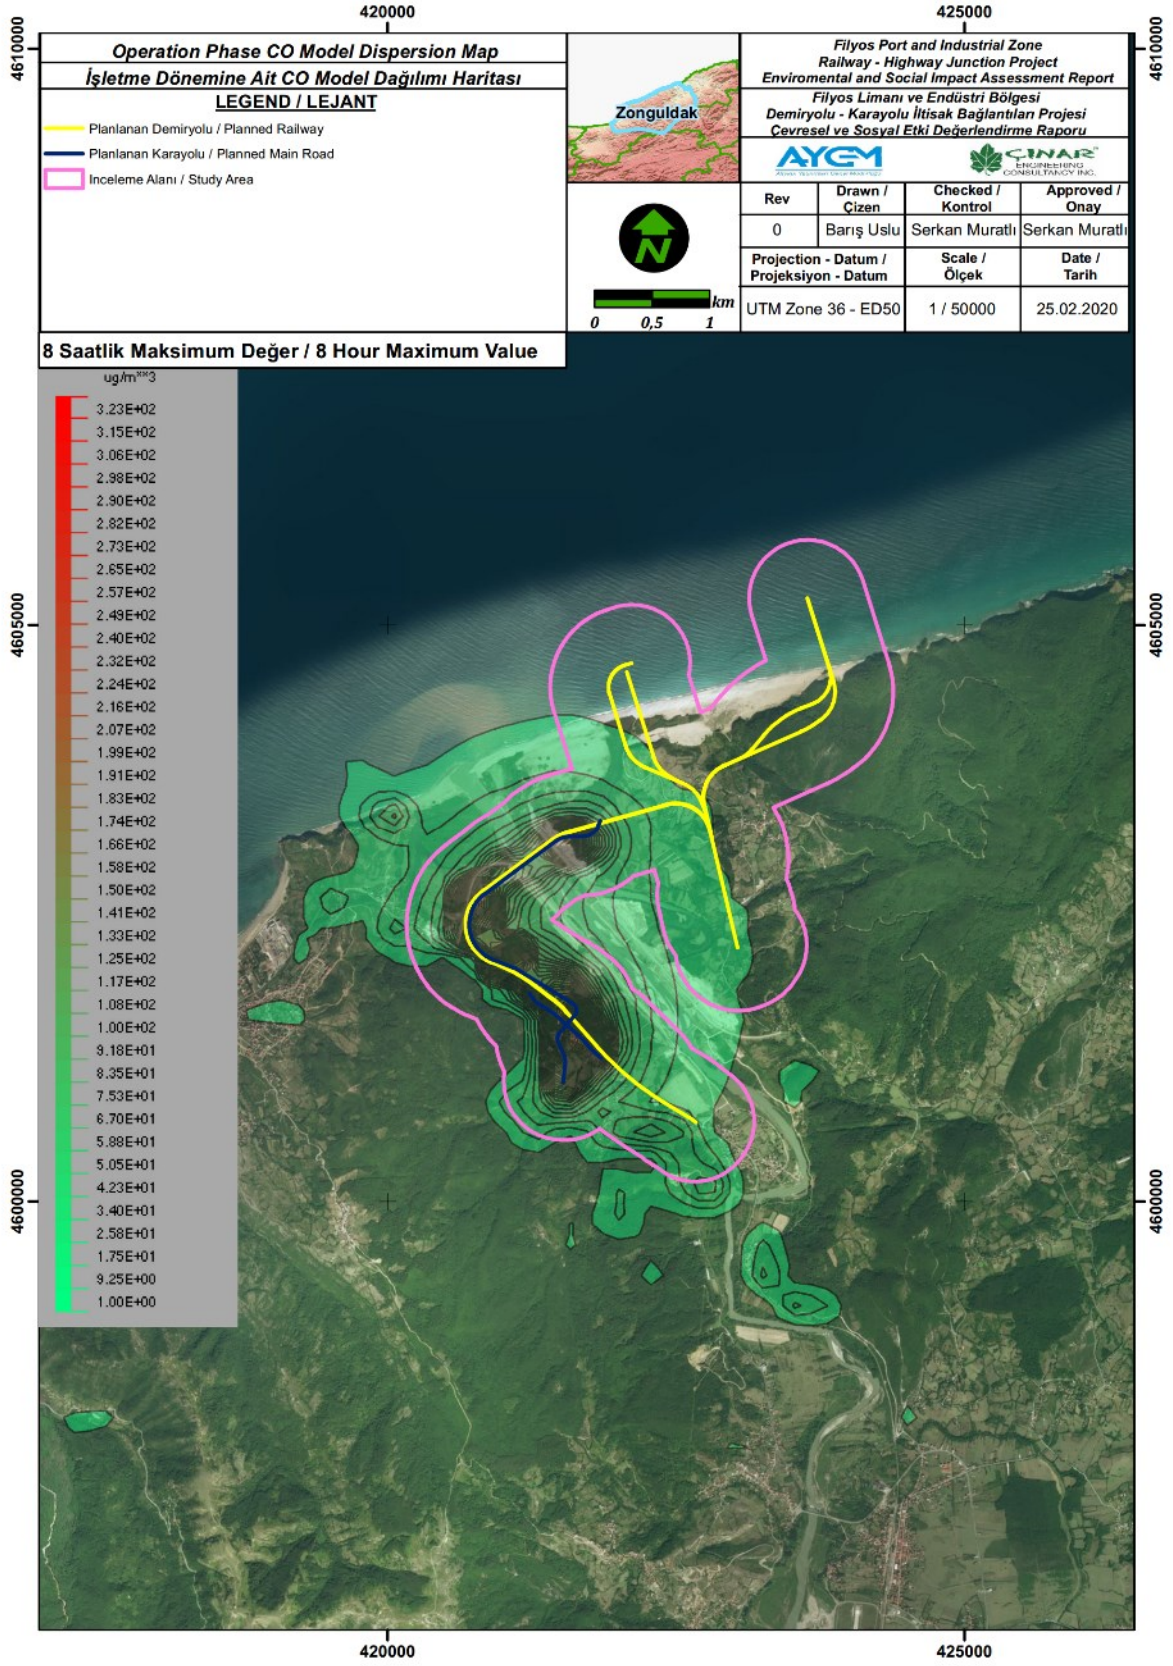 420000
425000
4610000
4610000
Operation Phase CO Model Dispersion Map
İşletme Dönemine Ait CO Model Dağılımı Haritası
LEGEND / LEJANT
Planlanan Demiryolu / Planned Railway
Planlanan Karayolu / Planned Main Road
Inceleme Alanı / Study Area
Zonguldak
N
km
0 0,5 1
Filyos Port and Industrial Zone
Railway - Highway Junction Project
Enviromental and Social Impact Assessment Report
Filyos Limanı ve Endüstri Bölgesi
Demiryolu - Karayolu İltisak Bağlantıları Projesi
Çevresel ve Sosyal Etki Değerlendirme Raporu
AYGM
ÇINAR
ENGINEERING
CONSULTANCY INC.
Rev
Drawn /
Çizen
Checked /
Kontrol
Approved /
Onay
0 Barış Uslu Serkan Muratlı Serkan Muratlı
Projection - Datum /
Projeksiyon - Datum
Scale /
Ölçek
Date /
Tarih
UTM Zone 36 - ED50 1 / 50000 25.02.2020
8 Saatlik Maksimum Değer / 8 Hour Maximum Value
ug/m**3
3.23E+02
3.15E+02
3.06E+02
2.98E+02
2.90E+02
2.82E+02
2.73E+02
2.65E+02
2.57E+02
2.49E+02
2.40E+02
2.32E+02
2.24E+02
2.16E+02
2.07E+02
1.99E+02
1.91E+02
1.83E+02
1.74E+02
1.66E+02
1.58E+02
1.50E+02
1.41E+02
1.33E+02
1.25E+02
1.17E+02
1.08E+02
1.00E+02
9.18E+01
8.35E+01
7.53E+01
6.70E+01
5.88E+01
5.05E+01
4.23E+01
3.40E+01
2.58E+01
1.75E+01
9.25E+00
1.00E+00
4605000
4605000
4600000
4600000
420000
425000